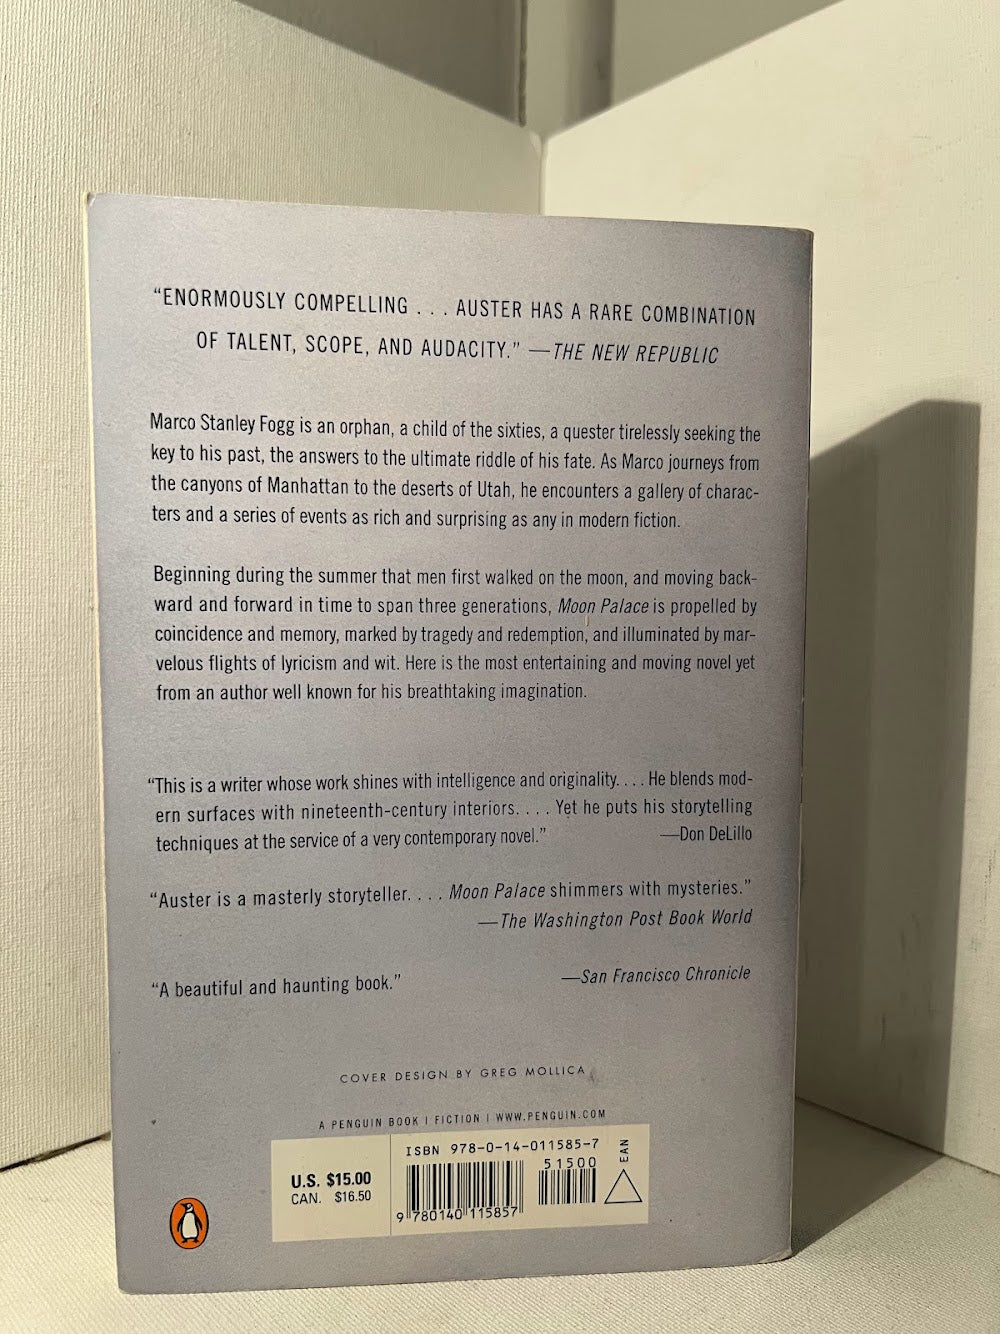 “ENORMOUSLY COMPELLING . . . AUSTER HAS A RARE COMBINATION
OF TALENT, SCOPE, AND AUDACITY.” —THE NEW REPUBLIC
Marco Stanley Fogg is an orphan, a child of the sixties, a quester tirelessly seeking the
key to his past, the answers to the ultimate riddle of his fate. As Marco journeys from
the canyons of Manhattan to the deserts of Utah, he encounters a gallery of charac-
ters and a series of events as rich and surprising as any in modern fiction.
Beginning during the summer that men first walked on the moon, and moving back-
ward and forward in time to span three generations, Moon Palace is propelled by
coincidence and memory, marked by tragedy and redemption, and illuminated by mar-
velous flights of lyricism and wit. Here is the most entertaining and moving novel yet
from an author well known for his breathtaking imagination.
“This is a writer whose work shines with intelligence and originality. . . . He blends mod-
ern surfaces with nineteenth-century interiors. . . . Yet he puts his storytelling
techniques at the service of a very contemporary novel.” —Don DeLillo
“Auster is a masterly storyteller. . . . Moon Palace shimmers with mysteries.”
—The Washington Post Book World
“A beautiful and haunting book.” —San Francisco Chronicle
COVER DESIGN BY GREG MOLLICA
A PENGUIN BOOK | FICTION | WWW.PENGUIN.COM
U.S. $15.00
CAN. $16.50
ISBN 978-0-14-011585-7
51500
EAN
9 780140 115857